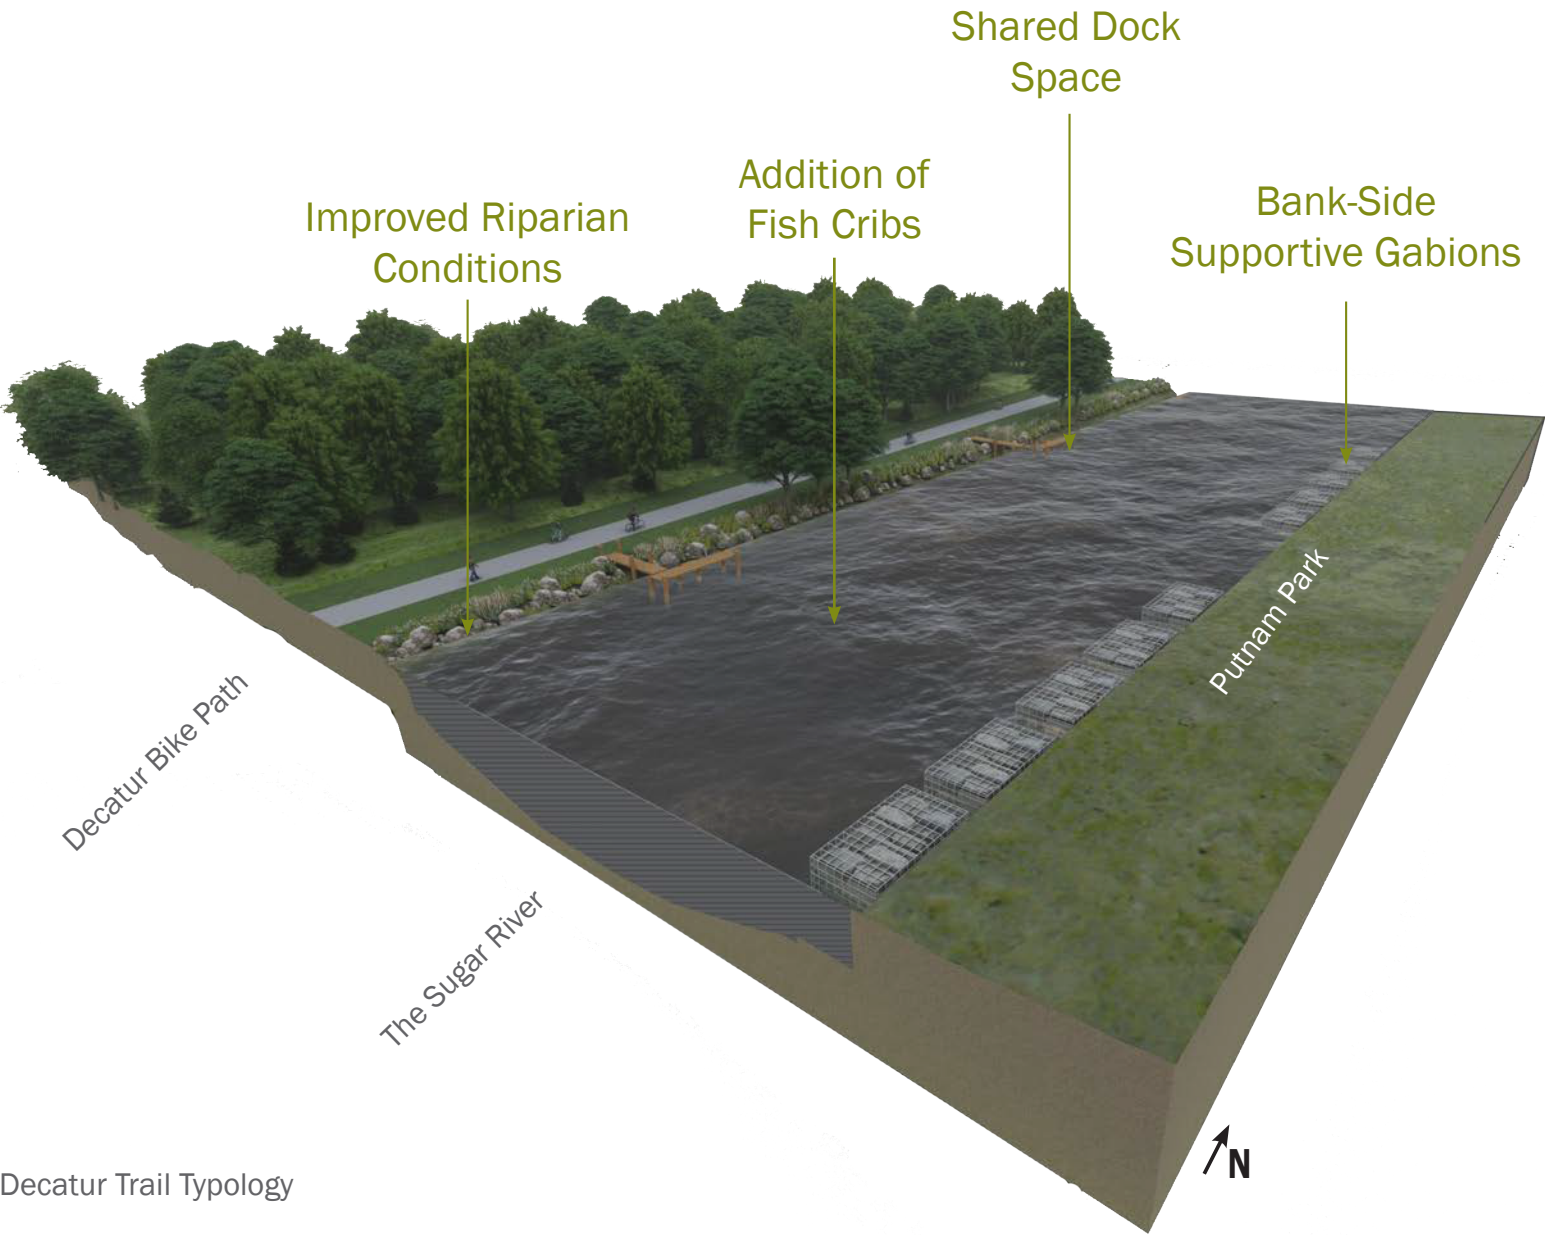 Shared Dock
Space
Addition of
Fish Cribs
Improved Riparian
Conditions
Bank-Side
Supportive Gabions
Putnam Park
Decatur Bike Path
The Sugar River
N
Decatur Trail Typology